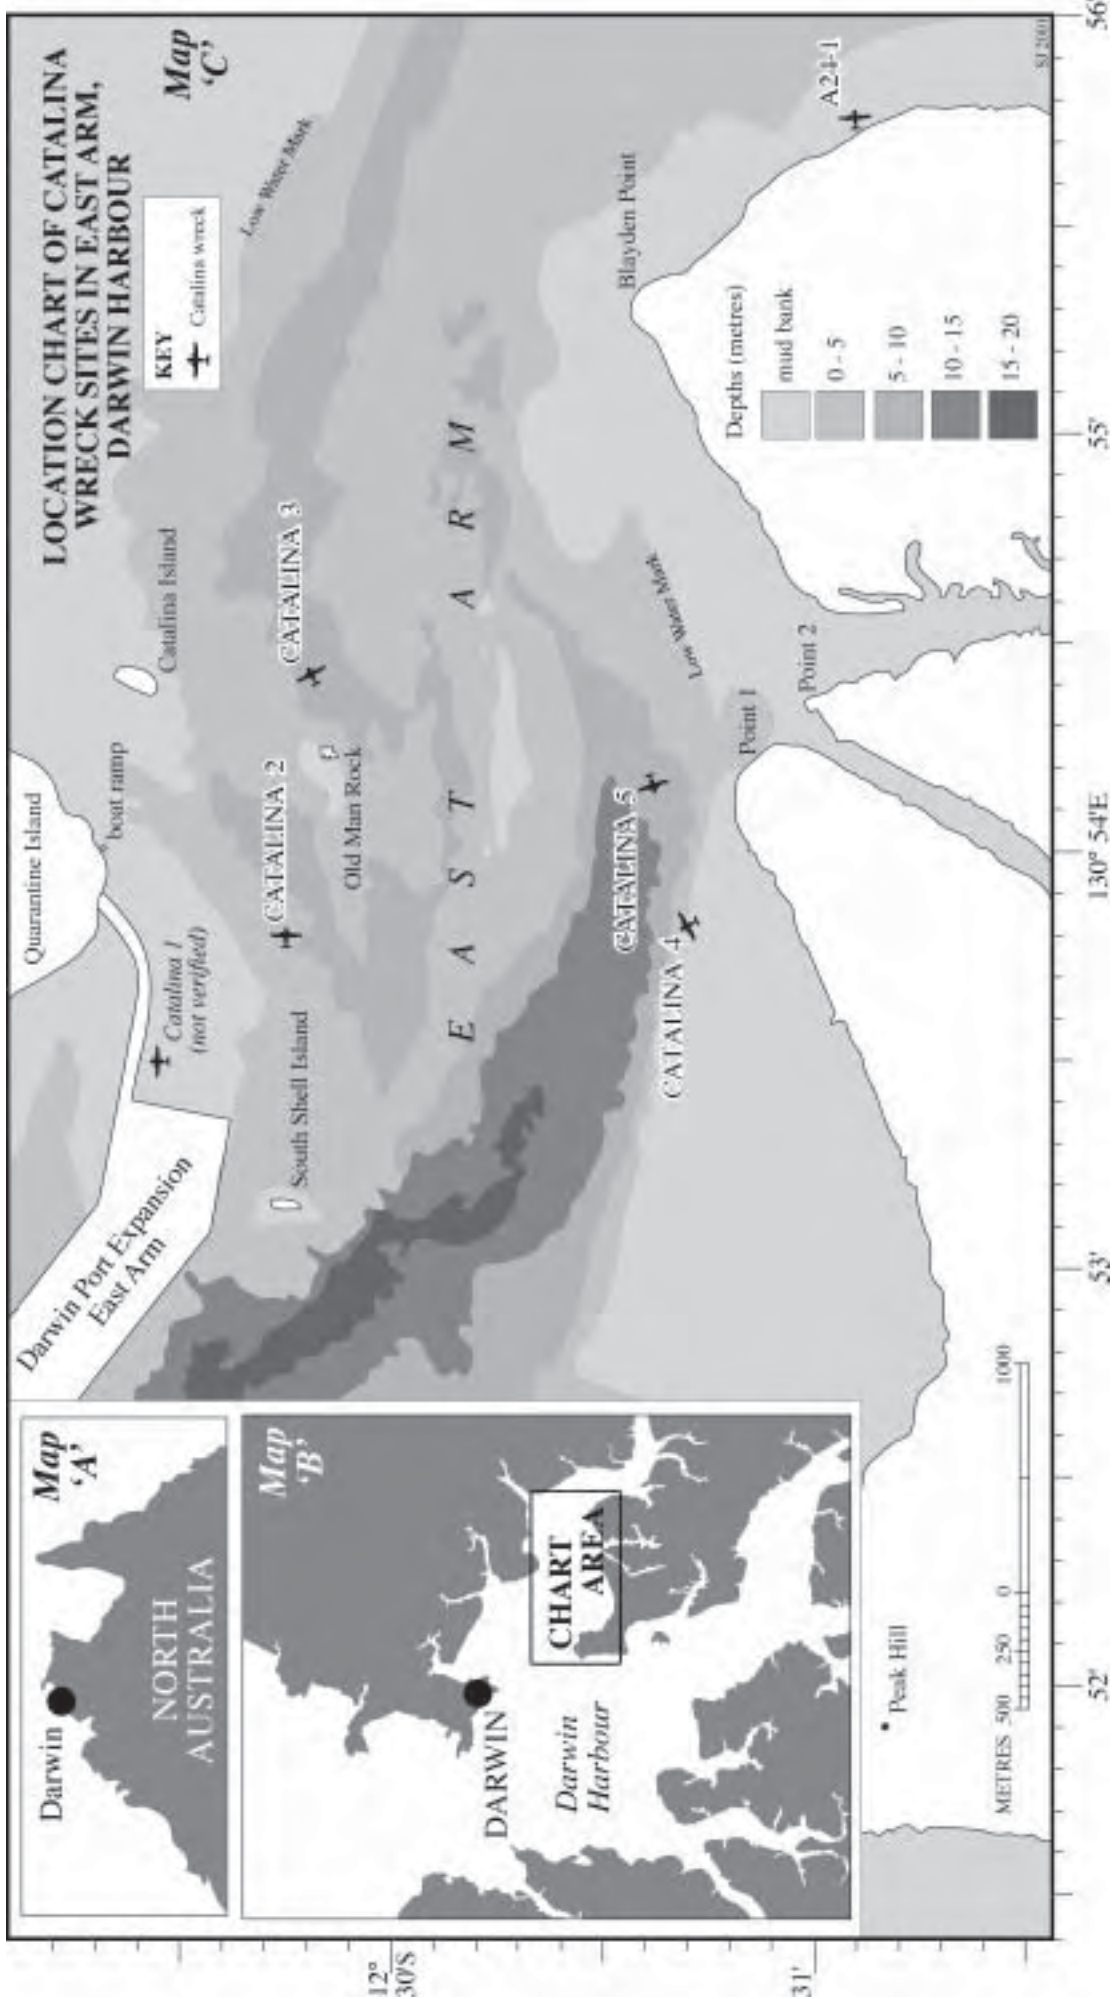 LOCATION CHART OF CATALINA
WRECK SITES IN EAST ARM,
DARWIN HARBOUR
Map
'C'
KEY
Catalina wreck
Low Water Mark
Quarantine Island
boat ramp
Catalina Island
Catalina 1
(not verified)
CATALINA 2
CATALINA 3
Old Man Rock
South Shell Island
Darwin Port Expansion
East Arm
EAST ARM
CATALINA 5
CATALINA 4
Low Water Mark
Blayden Point
A24-1
Point 1
Point 2
Depths (metres)
mud bank
0 - 5
5 - 10
10 - 15
15 - 20
Map
'A'
Darwin
NORTH
AUSTRALIA
Map
'B'
DARWIN
Darwin
Harbour
CHART
AREA
Peak Hill
METRES 500 250 0 1000
12°
30'S
31'
52'
53'
130° 54'E
55'
56'
SJ 2001